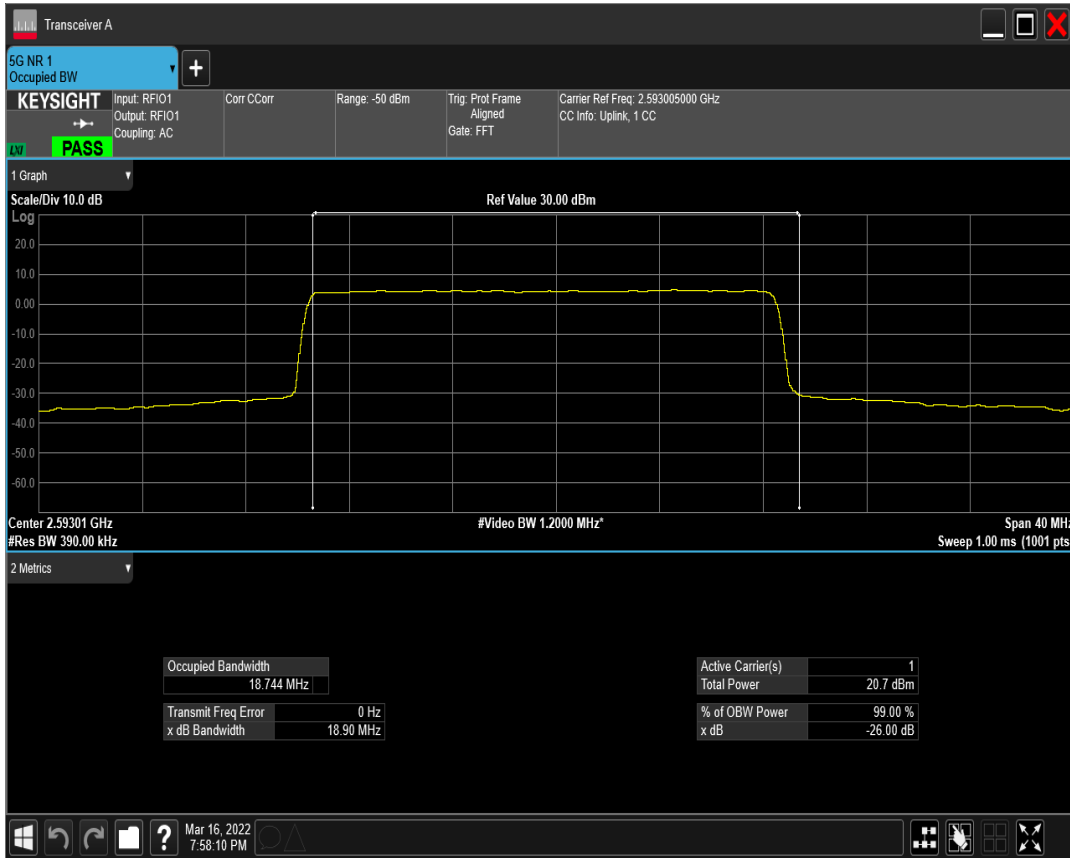 Transceiver A
5G NR 1
Occupied BW
KEYSIGHT
LXI
PASS
Input: RFIO1
Output: RFIO1
Coupling: AC
Corr CCorr
Range: -50 dBm
Trig: Prot Frame
Aligned
Gate: FFT
Carrier Ref Freq: 2.593005000 GHz
CC Info: Uplink, 1 CC
1 Graph
Scale/Div 10.0 dB
Ref Value 30.00 dBm
Log
20.0
10.0
0.00
-10.0
-20.0
-30.0
-40.0
-50.0
-60.0
Center 2.59301 GHz
#Video BW 1.2000 MHz*
Span 40 MHz
#Res BW 390.00 kHz
Sweep 1.00 ms (1001 pts
2 Metrics
Occupied Bandwidth
18.744 MHz
Transmit Freq Error 0 Hz
x dB Bandwidth 18.90 MHz
Active Carrier(s) 1
Total Power 20.7 dBm
% of OBW Power 99.00 %
x dB -26.00 dB
?
Mar 16, 2022
7:58:10 PM